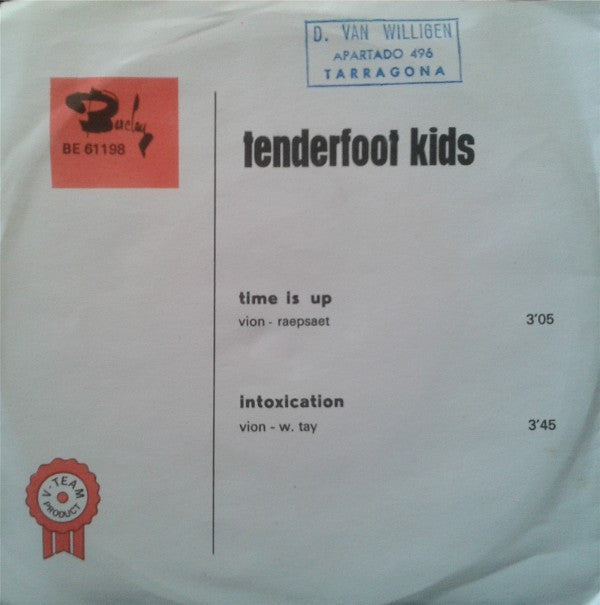 D. VAN WILLIGEN
APARTADO 496
TARRAGONA
Barclay
BE 61198
tenderfoot kids
time is up
vion - raepsaet 3'05
intoxication
vion - w. tay 3'45
V-TEAM
PRODUCT